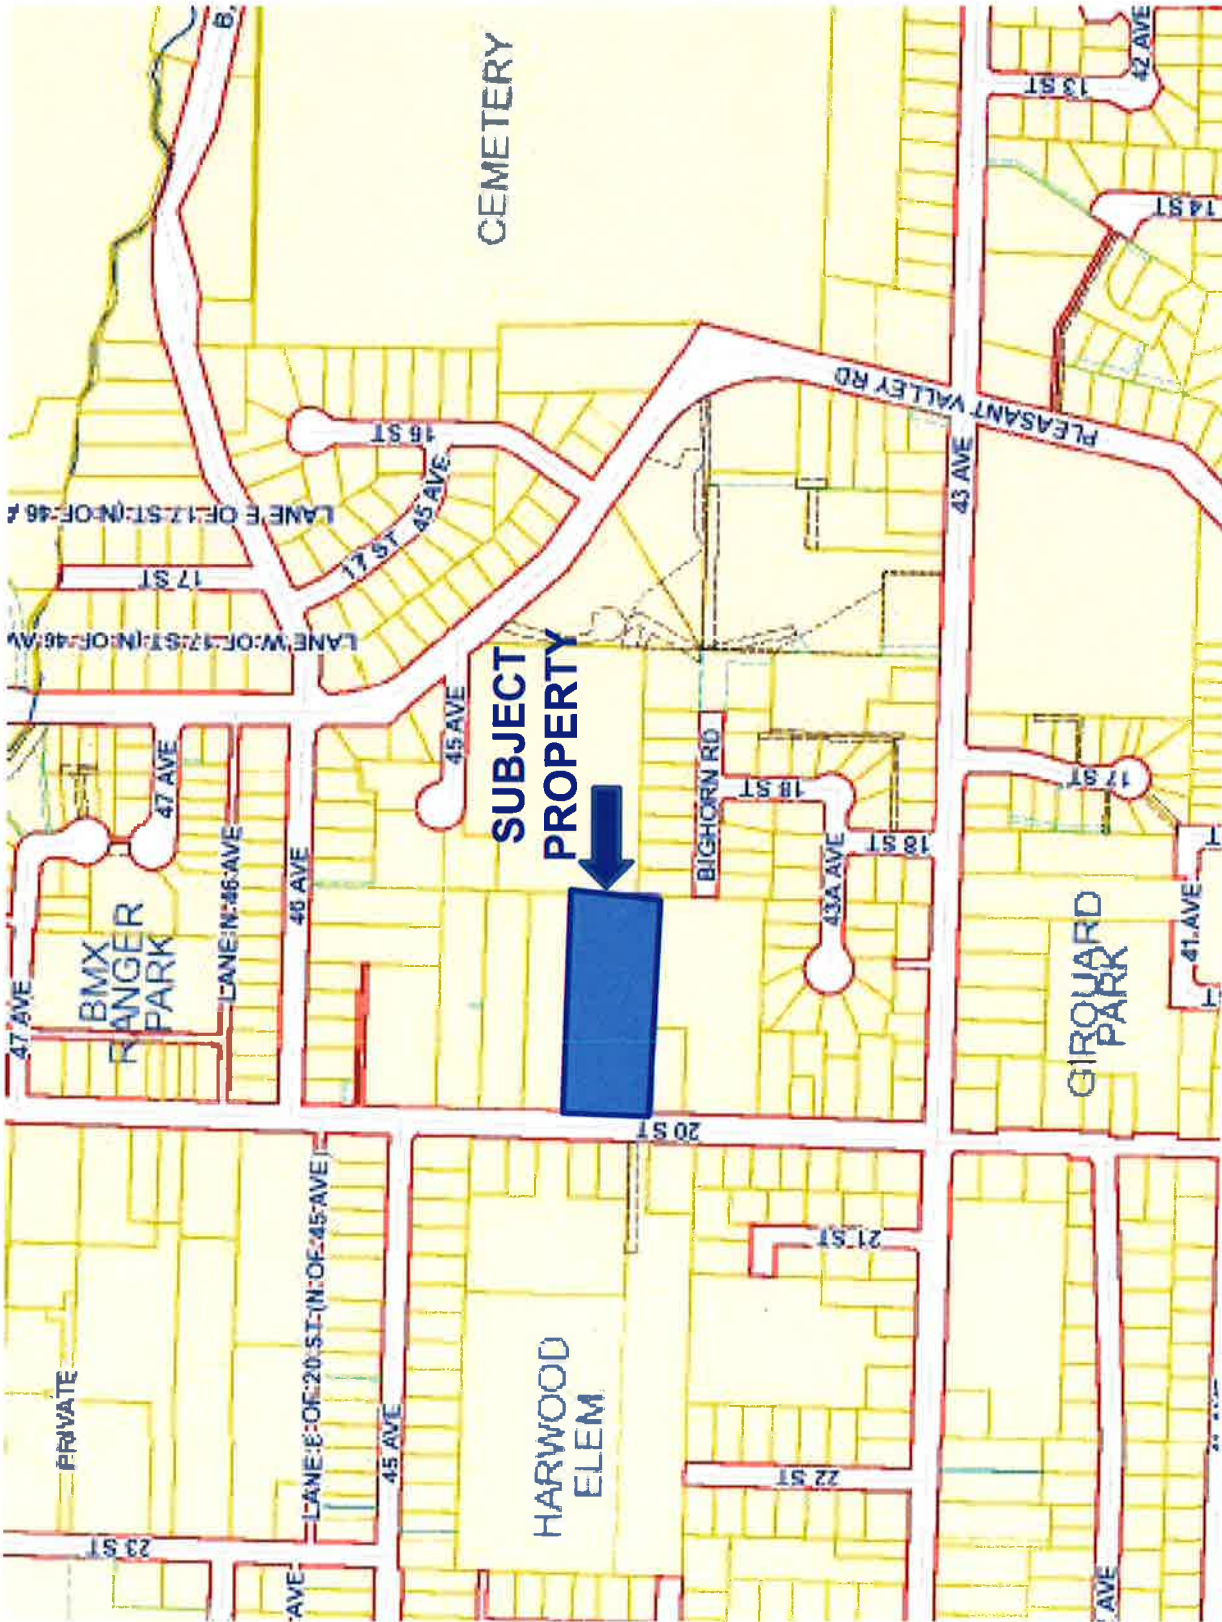 47 AVE
PRIVATE
BMX
RANGER
PARK
47 AVE
23 ST
17 ST
LANE E OF 17 ST (N OF 46 A
LANE W OF 17 ST (N OF 46 AV
B,
LANE N 46 AVE
AVE
LANE E OF 20 ST (N OF 45 AVE)
46 AVE
45 AVE
17 ST
45 AVE
16 ST
45 AVE
CEMETERY
SUBJECT
PROPERTY
HARWOOD
ELEM
20 ST
BIGHORN RD
18 ST
22 ST
21 ST
43A AVE
18 ST
PLEASANT VALLEY RD
43 AVE
13 ST
42 AVE
14 ST
17 ST
GIROUARD
PARK
AVE
41 AVE